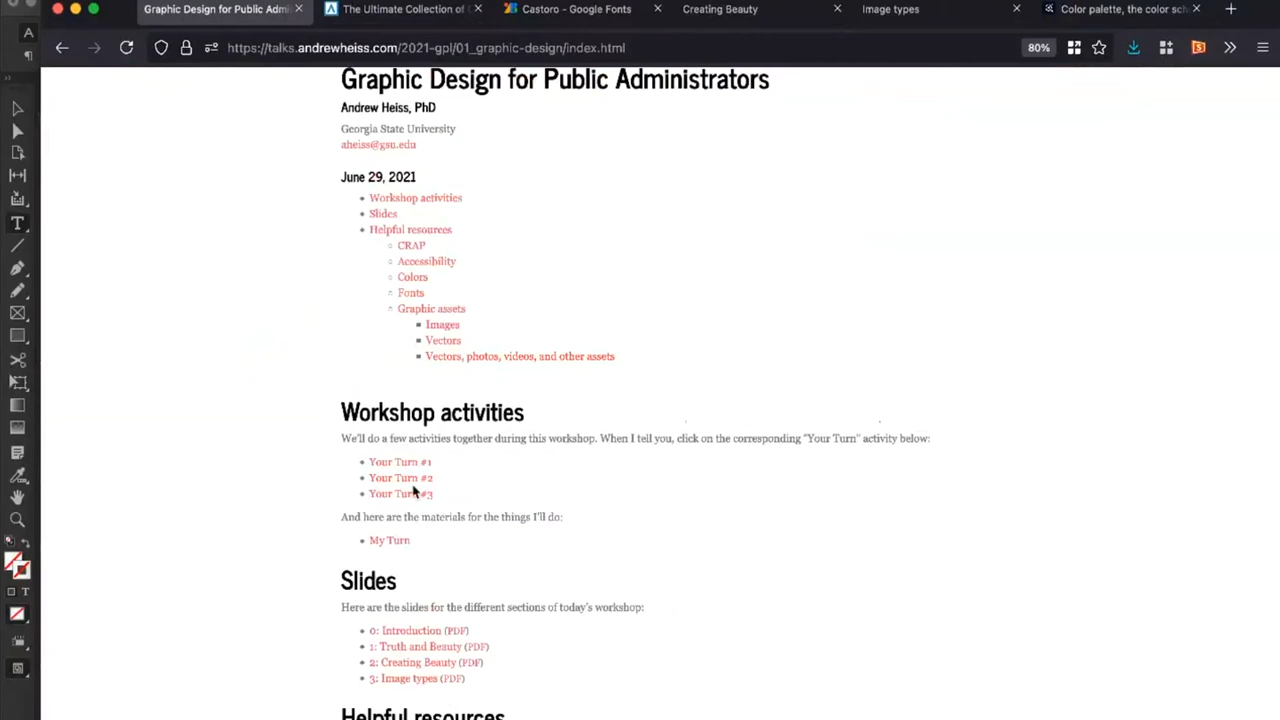 Graphic Design for Public Admini
The Ultimate Collection of
Castoro - Google Fonts
Creating Beauty
Image types
Color palette, the color sch
https://talks.andrewheiss.com/2021-gpl/01_graphic-design/index.html
80%
Graphic Design for Public Administrators
Andrew Heiss, PhD
Georgia State University
aheiss@gsu.edu
June 29, 2021
Workshop activities
Slides
Helpful resources
CRAP
Accessibility
Colors
Fonts
Graphic assets
Images
Vectors
Vectors, photos, videos, and other assets
Workshop activities
We'll do a few activities together during this workshop. When I tell you, click on the corresponding "Your Turn" activity below:
Your Turn #1
Your Turn #2
Your Turn #3
And here are the materials for the things I'll do:
My Turn
Slides
Here are the slides for the different sections of today's workshop:
0: Introduction (PDF)
1: Truth and Beauty (PDF)
2: Creating Beauty (PDF)
3: Image types (PDF)
Helpful resources